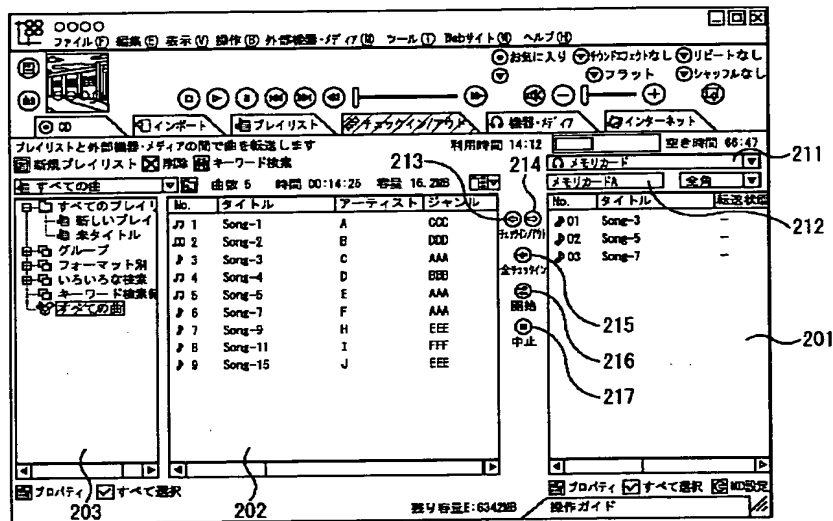 ○○○○
ファイル(F) 編集(E) 表示(V) 操作(B) 外部機器・メディア(M) ツール(T) Webサイト(W) ヘルプ(H)
お気に入り サウンドエフェクトなし リピートなし
フラット シャッフルなし
CD インポート プレイリスト チェックイン/アウト 機器・メディア インターネット
プレイリストと外部機器・メディアの間で曲を転送します 利用時間 14:12 空き時間 66:47
新規プレイリスト 削除 キーワード検索
213 214
メモリカード 211
すべての曲 曲数 5 時間 00:14:25 容量 16.2MB
メモリカードA 全角 212
すべてのプレイリ
新しいプレイ
未タイトル
グループ
フォーマット別
いろいろな検索
キーワード検索
すべての曲
No. タイトル アーティスト ジャンル
1 Song-1 A CCC
2 Song-2 B DDD
3 Song-3 C AAA
4 Song-4 D BBB
5 Song-5 E AAA
6 Song-7 F AAA
7 Song-9 H EEE
8 Song-11 I FFF
9 Song-15 J EEE
チェックイン/アウト
全チェックイン 215
開始 216
中止 217
No. タイトル 転送状態
01 Song-3 −
02 Song-5 −
03 Song-7 −
201
プロパティ すべて選択
203 202
プロパティ すべて選択 MD設定
残り容量E:6342MB 操作ガイド